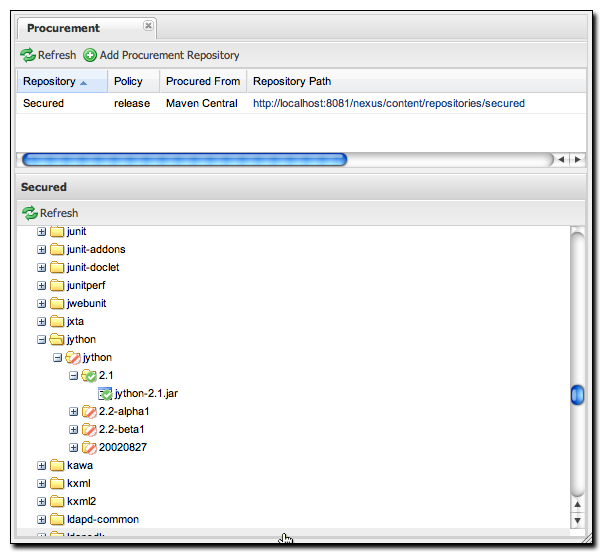 Procurement
Refresh Add Procurement Repository
Repository Policy Procured From Repository Path
Secured release Maven Central http://localhost:8081/nexus/content/repositories/secured
Secured
Refresh
junit
junit-addons
junit-doclet
junitperf
jwebunit
jxta
jython
jython
2.1
jython-2.1.jar
2.2-alpha1
2.2-beta1
20020827
kawa
kxml
kxml2
ldapd-common